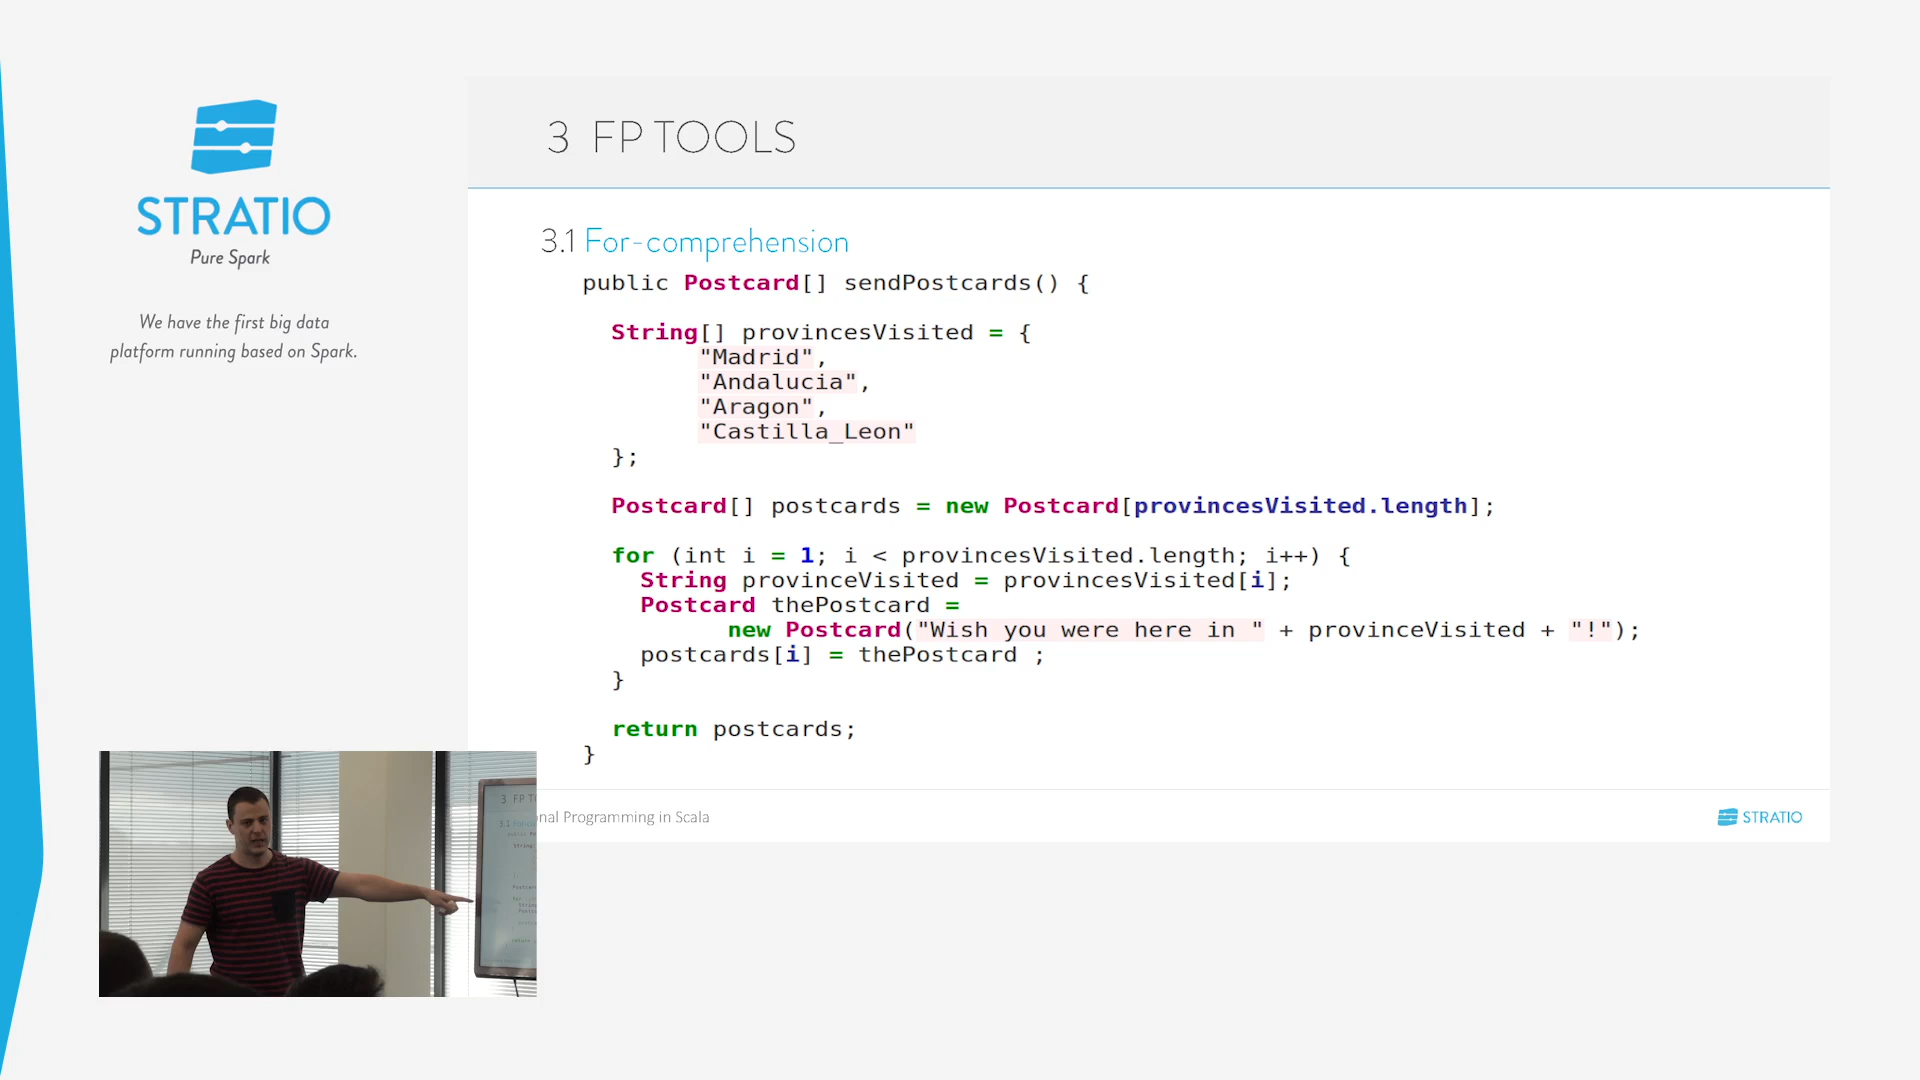 STRATIO
Pure Spark
We have the first big data
platform running based on Spark.
3 FP TOOLS
3.1 For-comprehension
public Postcard[] sendPostcards() {
String[] provincesVisited = {
"Madrid",
"Andalucia",
"Aragon",
"Castilla_Leon"
};
Postcard[] postcards = new Postcard[provincesVisited.length];
for (int i = 1; i < provincesVisited.length; i++) {
String provinceVisited = provincesVisited[i];
Postcard thePostcard =
new Postcard("Wish you were here in " + provinceVisited + "!");
postcards[i] = thePostcard ;
}
return postcards;
}
nal Programming in Scala
STRATIO
3 FP T